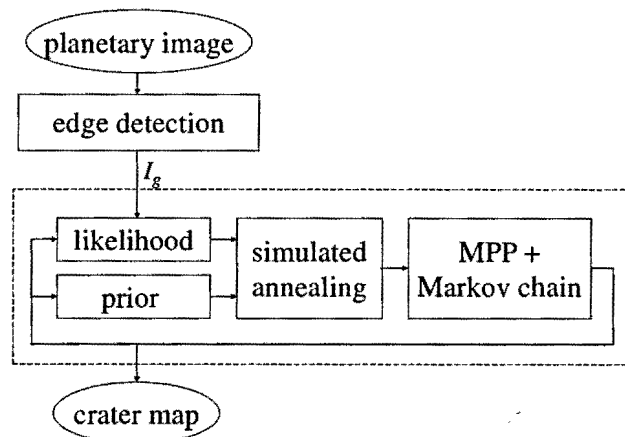 planetary image
edge detection
I_g
likelihood
prior
simulated
annealing
MPP +
Markov chain
crater map